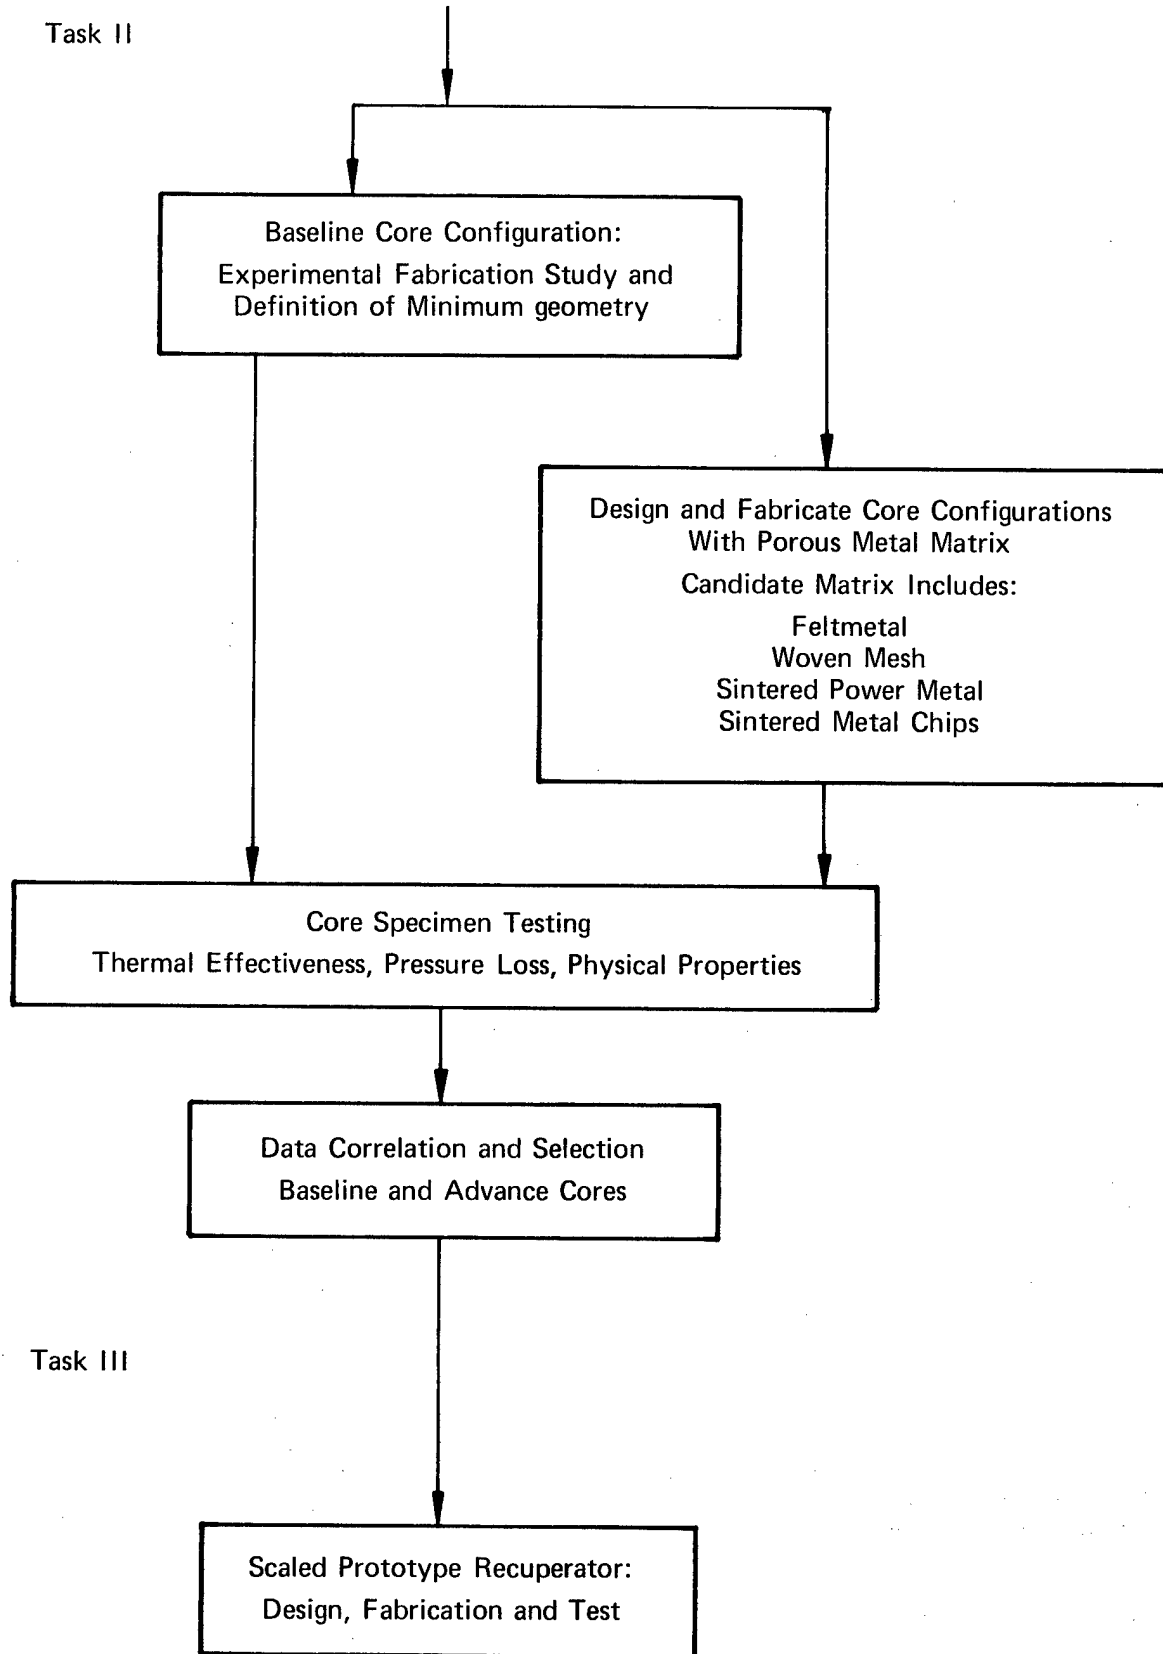 Task II
Baseline Core Configuration:
Experimental Fabrication Study and
Definition of Minimum geometry
Design and Fabricate Core Configurations
With Porous Metal Matrix
Candidate Matrix Includes:
Feltmetal
Woven Mesh
Sintered Power Metal
Sintered Metal Chips
Core Specimen Testing
Thermal Effectiveness, Pressure Loss, Physical Properties
Data Correlation and Selection
Baseline and Advance Cores
Task III
Scaled Prototype Recuperator:
Design, Fabrication and Test